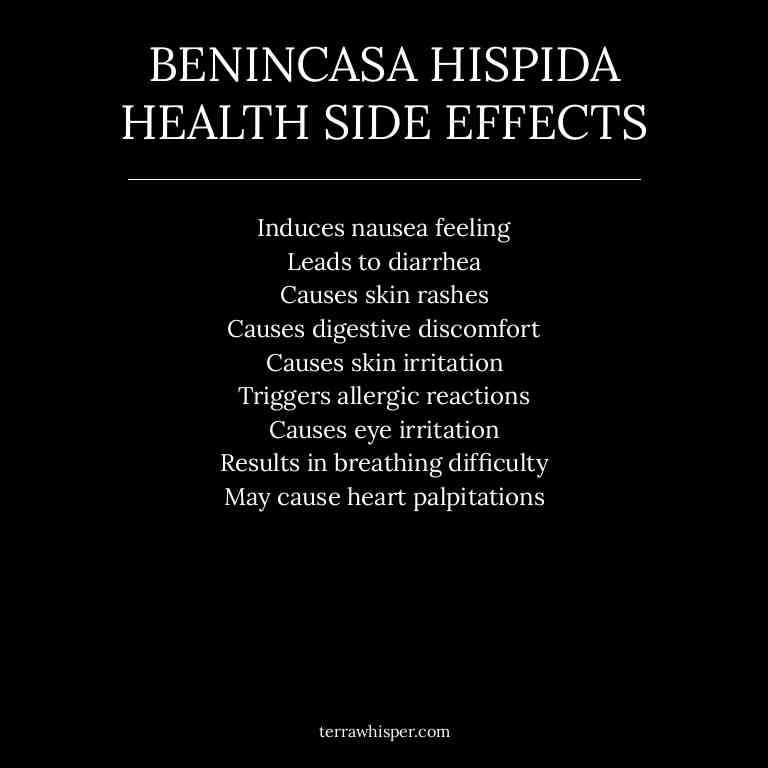 BENINCASA HISPIDA
HEALTH SIDE EFFECTS
Induces nausea feeling
Leads to diarrhea
Causes skin rashes
Causes digestive discomfort
Causes skin irritation
Triggers allergic reactions
Causes eye irritation
Results in breathing difficulty
May cause heart palpitations
terrawhisper.com